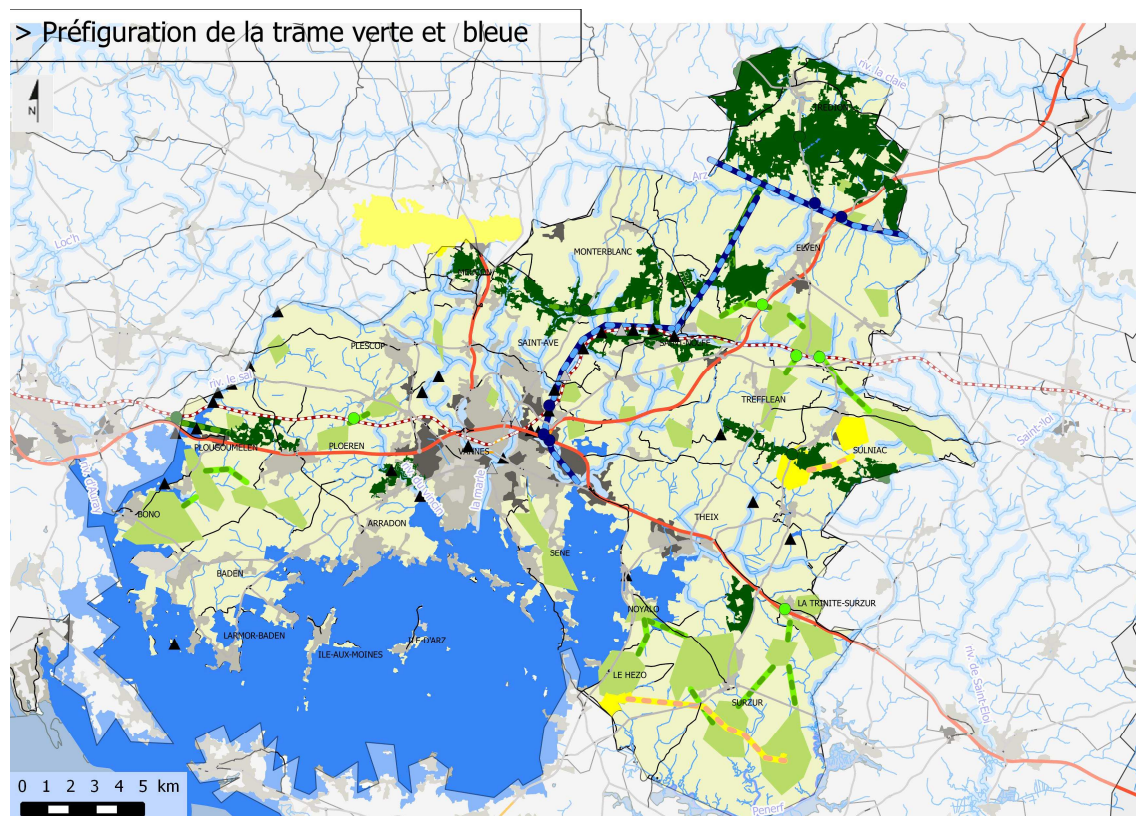 > Préfiguration de la trame verte et  bleue
N
riv. la claie
Arz
Loc'h
ELVEN
MONTERBLANC
SAINT-AVE
PLESCOP
riv. le sal
TREFFLEAN
Saint-
PLOUGOUMELEN
PLOEREN
VANNES
SULNIAC
riv. d'Auray
la marle
BONO
ARRADON
THEIX
SENE
BADEN
NOYALO
LA TRINITE-SURZUR
LARMOR-BADEN
ILE-D'ARZ
ILE-AUX-MOINES
LE HEZO
riv. de Saint-Eloi
SURZUR
Penerf
0 1 2 3 4 5 km